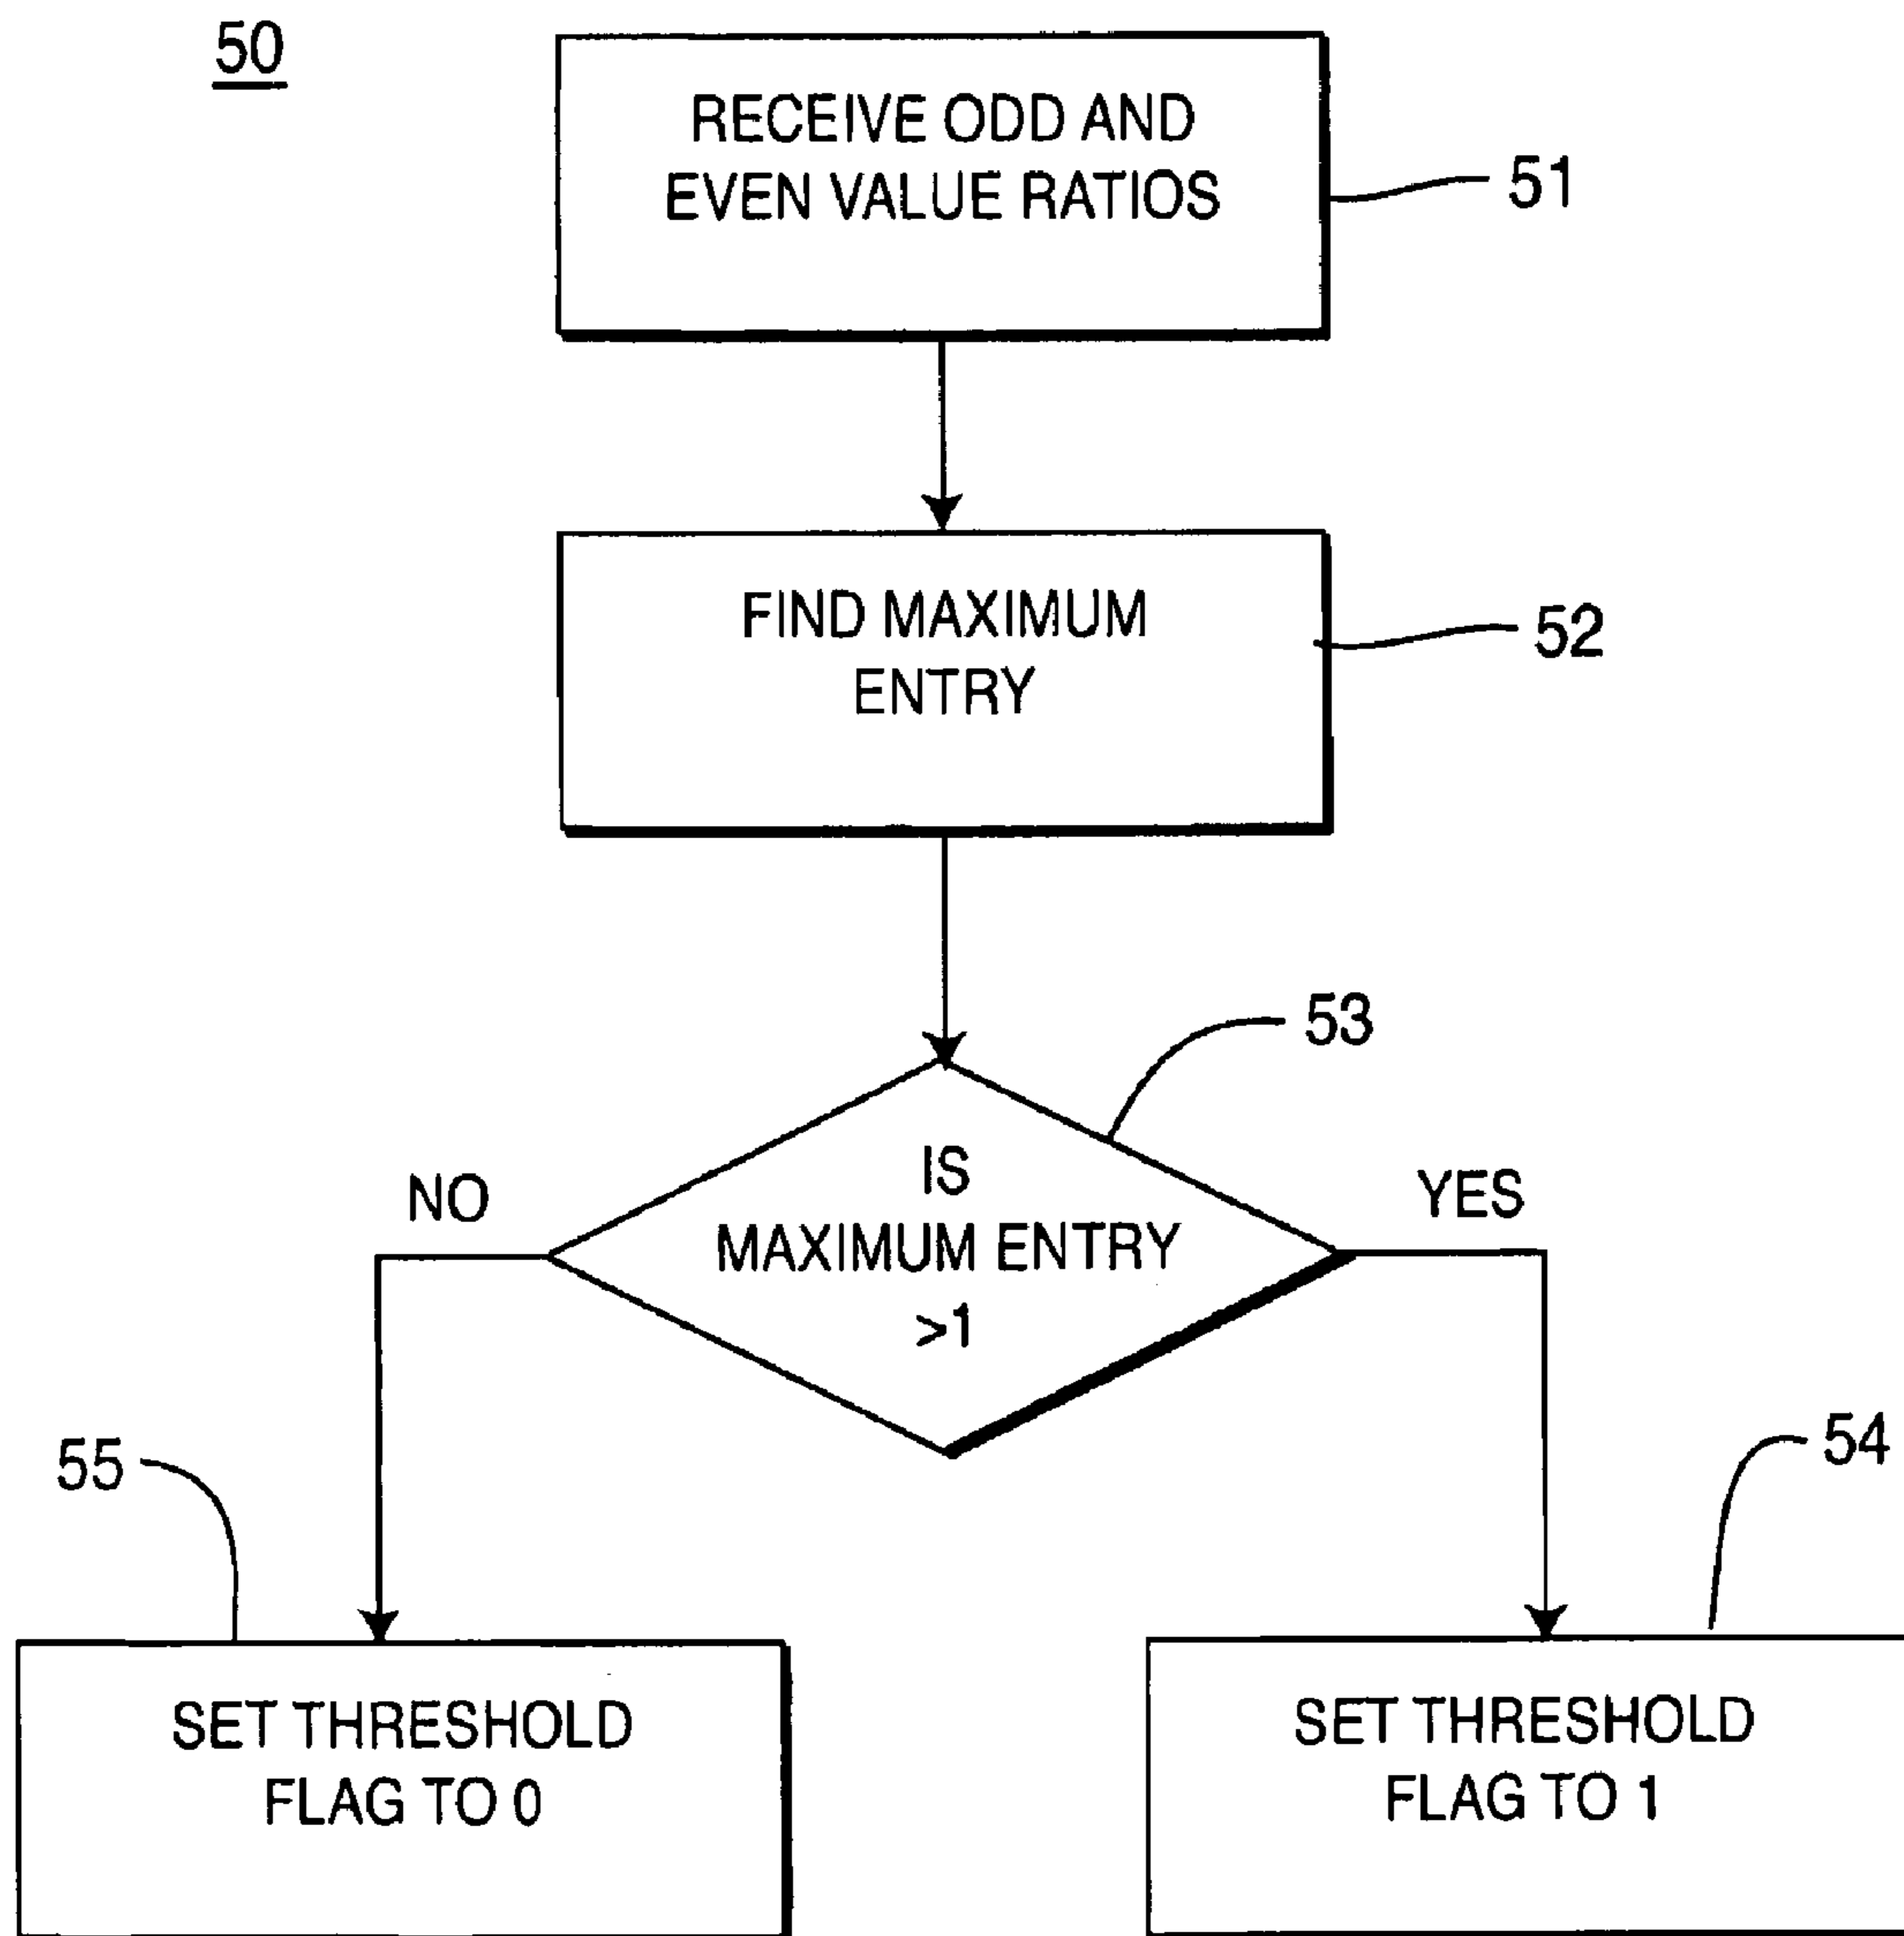 50
RECEIVE ODD AND
EVEN VALUE RATIOS
51
FIND MAXIMUM
ENTRY
52
53
IS
MAXIMUM ENTRY
>1
NO
YES
55
54
SET THRESHOLD
FLAG TO 0
SET THRESHOLD
FLAG TO 1